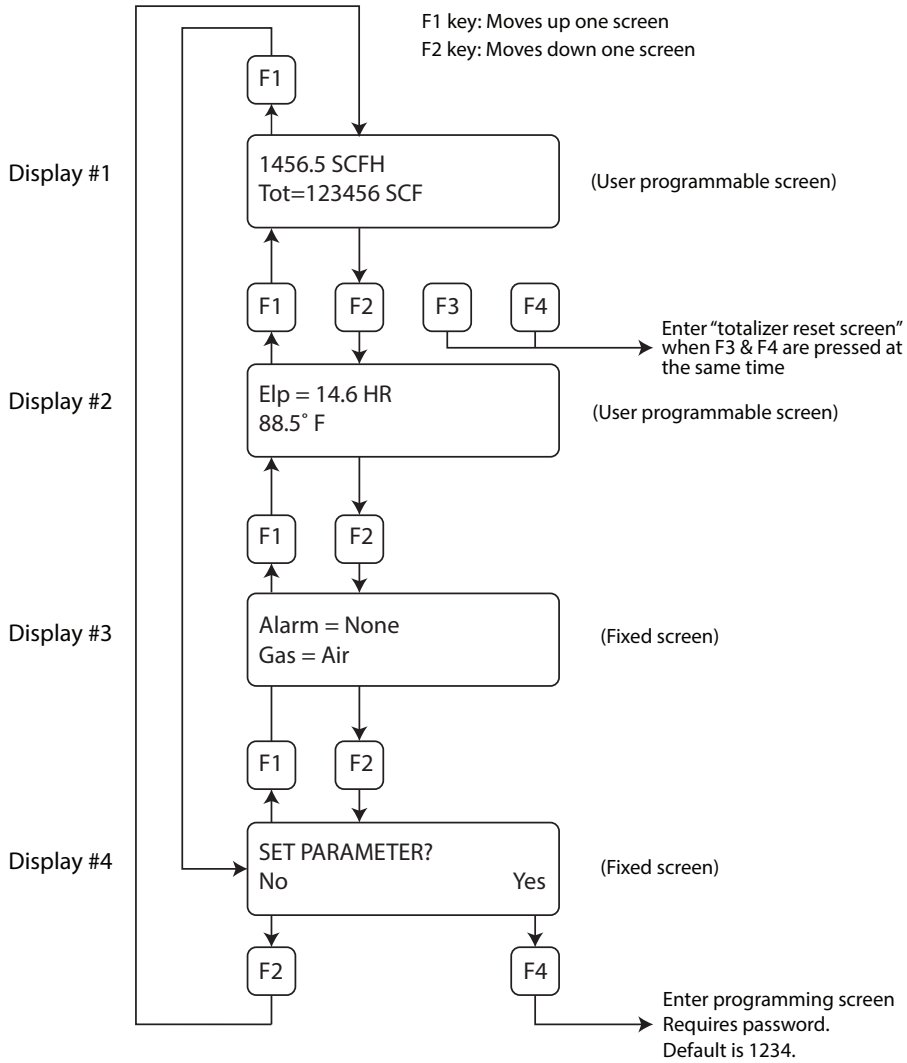 F1 key: Moves up one screen
F2 key: Moves down one screen
F1
Display #1
1456.5 SCFH
Tot=123456 SCF
(User programmable screen)
F1
F2
F3
F4
Enter “totalizer reset screen”
when F3 & F4 are pressed at
the same time
Display #2
Elp = 14.6 HR
88.5° F
(User programmable screen)
F1
F2
Display #3
Alarm = None
Gas = Air
(Fixed screen)
F1
F2
Display #4
SET PARAMETER?
No Yes
(Fixed screen)
F2
F4
Enter programming screen
Requires password.
Default is 1234.